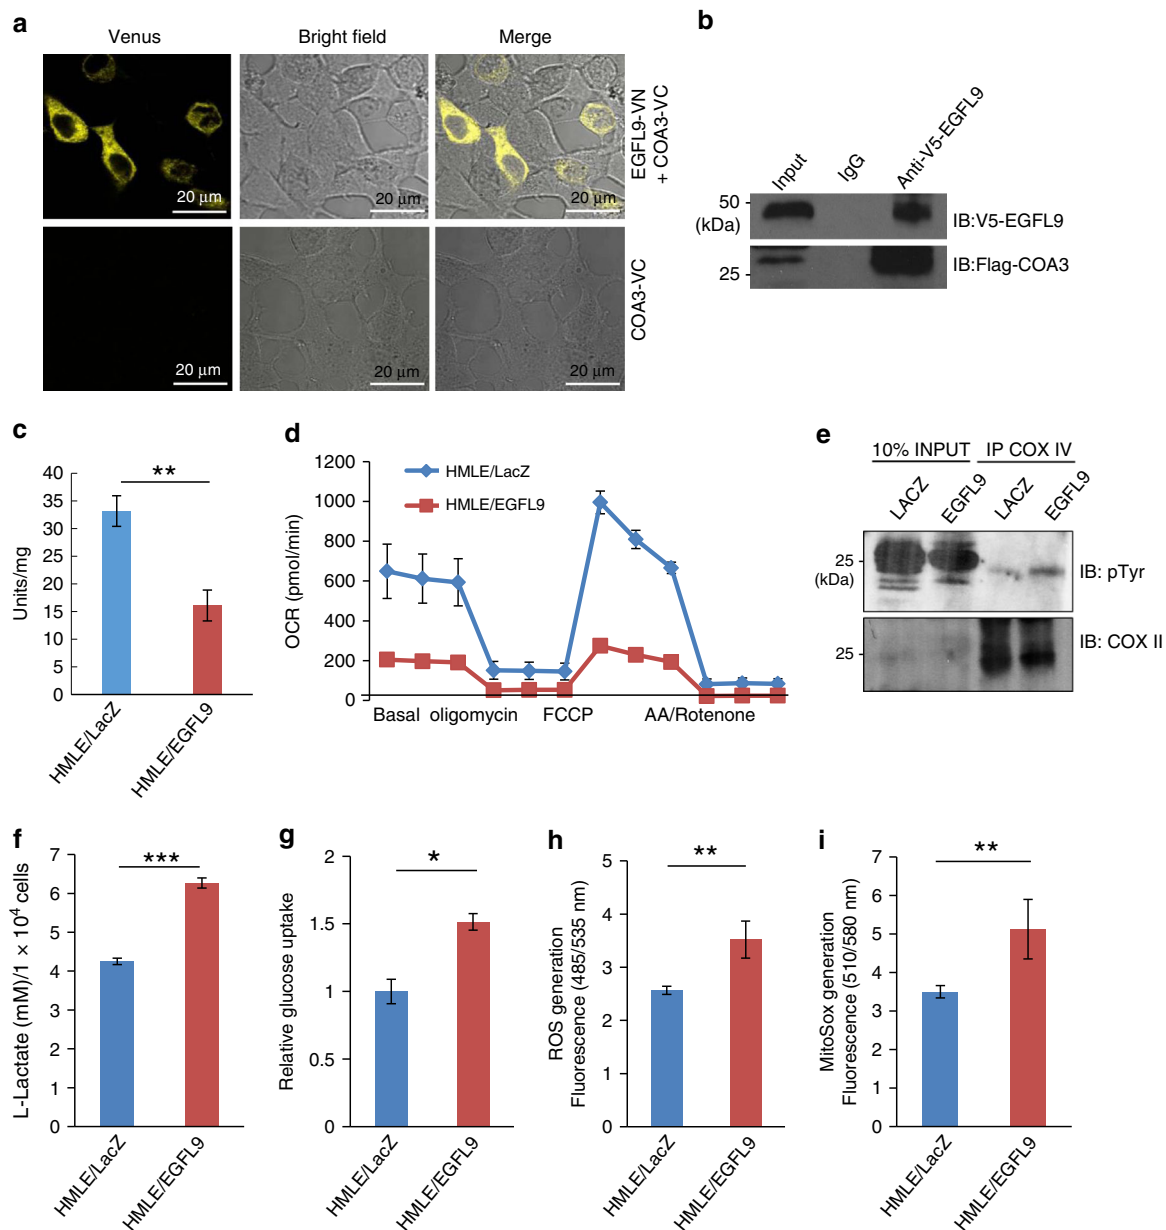 a
Venus
Bright field
Merge
20 μm
20 μm
20 μm
EGFL9-VN
+ COA3-VC
20 μm
20 μm
20 μm
COA3-VC
b
Input
IgG
Anti-V5-EGFL9
50
(kDa)
25
IB:V5-EGFL9
IB:Flag-COA3
c
Units/mg
**
40
35
30
25
20
15
10
5
0
HMLE/LacZ
HMLE/EGFL9
d
OCR (pmol/min)
1200
1000
800
600
400
200
0
HMLE/LacZ
HMLE/EGFL9
Basal
oligomycin
FCCP
AA/Rotenone
e
10% INPUT
IP COX IV
LACZ
EGFL9
LACZ
EGFL9
25
(kDa)
IB: pTyr
25
IB: COX II
f
L-Lactate (mM)/1 × 10⁴ cells
***
7
6
5
4
3
2
1
0
HMLE/LacZ
HMLE/EGFL9
g
Relative glucose uptake
*
2
1.5
1
0.5
0
HMLE/LacZ
HMLE/EGFL9
h
ROS generation
Fluorescence (485/535 nm)
**
5
4
3
2
1
0
HMLE/LacZ
HMLE/EGFL9
i
MitoSox generation
Fluorescence (510/580 nm)
**
7
6
5
4
3
2
1
0
HMLE/LacZ
HMLE/EGFL9